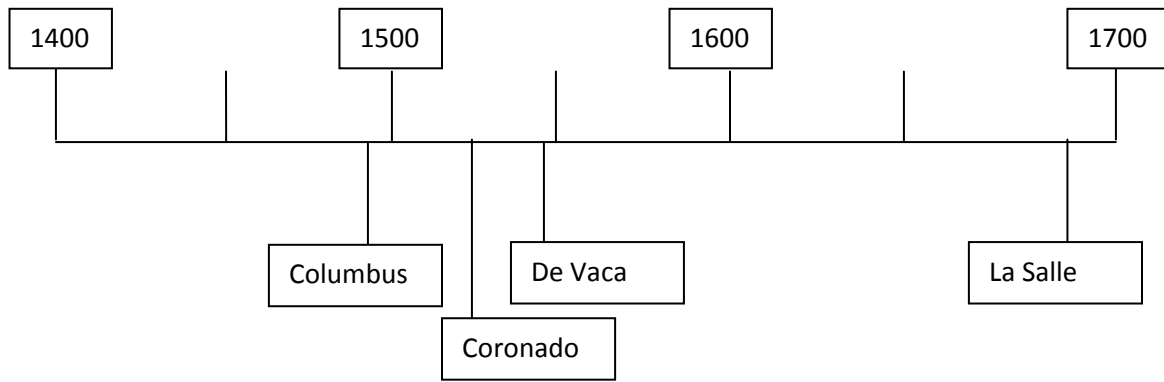 1400
1500
1600
1700
Columbus
De Vaca
La Salle
Coronado